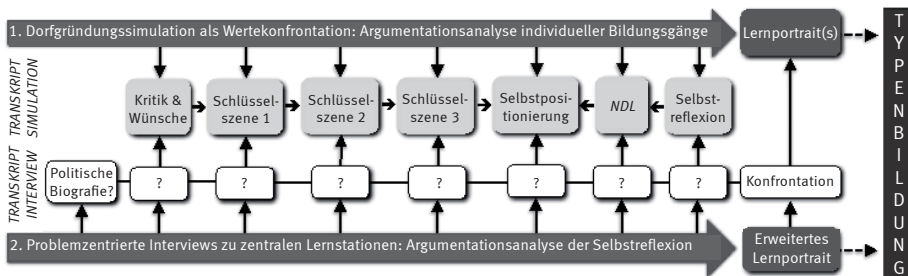 1. Dorfgründungssimulation als Wertekonfrontation: Argumentationsanalyse individueller Bildungsgänge
Lernportrait(s)
TRANSKRIPT
SIMULATION
Kritik &
Wünsche
Schlüssel-
szene 1
Schlüssel-
szene 2
Schlüssel-
szene 3
Selbstposi-
tionierung
NDL
Selbst-
reflexion
TRANSKRIPT
INTERVIEW
Politische
Biografie?
?
?
?
?
?
?
?
Konfrontation
2. Problemzentrierte Interviews zu zentralen Lernstationen: Argumentationsanalyse der Selbstreflexion
Erweitertes
Lernportrait
TYPENBILDUNG